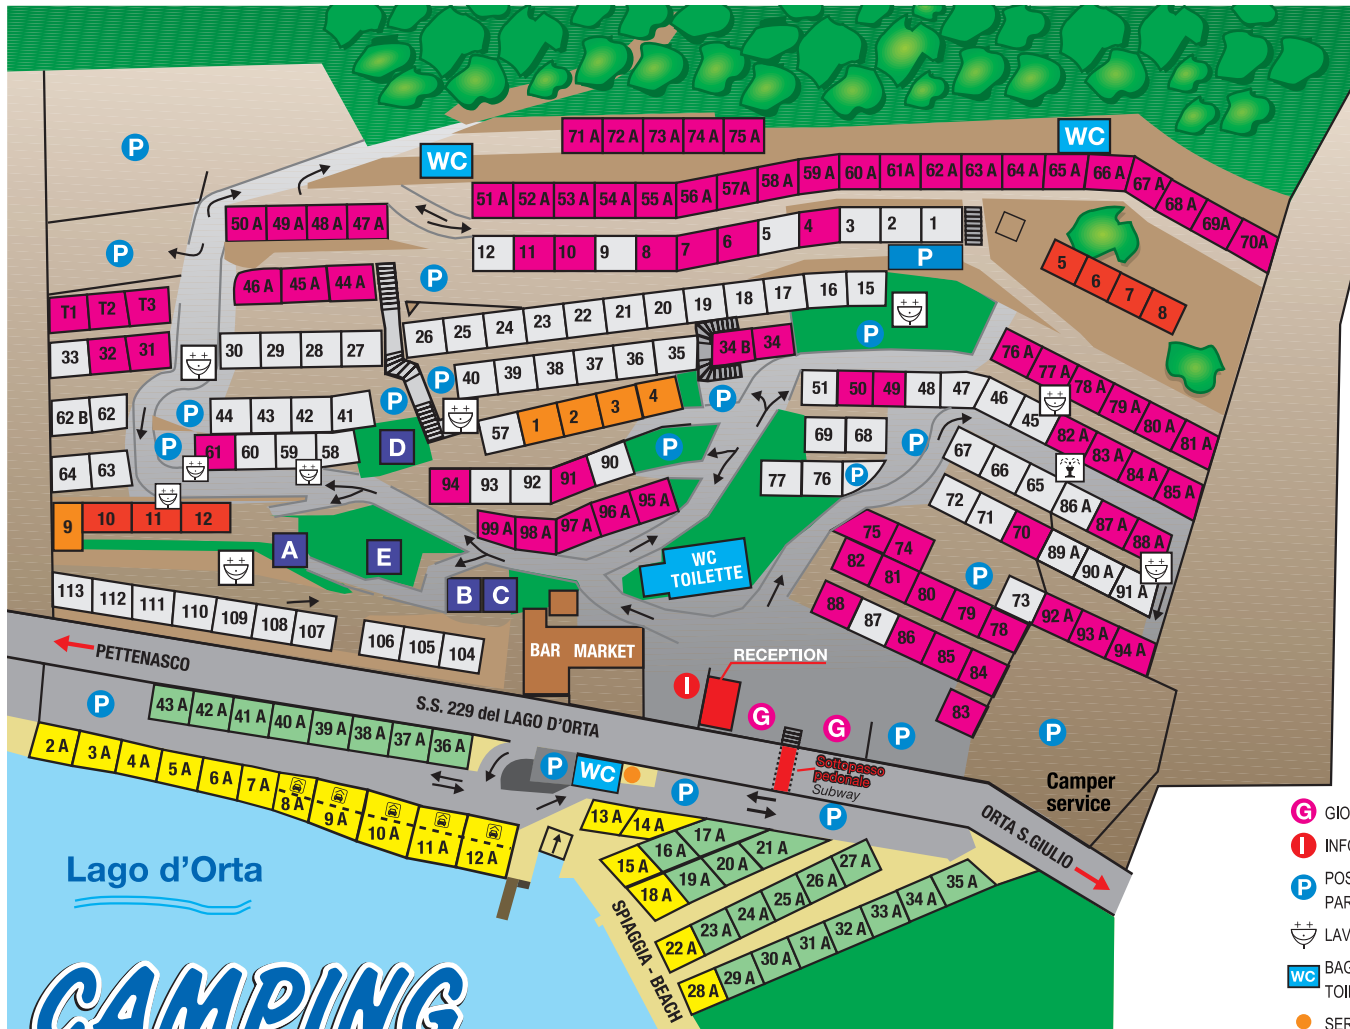 71 A 72 A 73 A 74 A 75 A
P
WC
WC
51 A 52 A 53 A 54 A 55 A 56 A 57A 58 A 59 A 60 A 61A 62 A 63 A 64 A 65 A 66 A 67 A 68 A 69A 70A
50 A 49 A 48 A 47 A
12 11 10 9 8 7 6 5 4 3 2 1
P
P
P
5 6 7 8
46 A 45 A 44 A
T1 T2 T3
26 25 24 23 22 21 20 19 18 17 16 15
P
33 32 31
30 29 28 27
34 B 34
76 A 77 A 78 A 79 A 80 A 81 A
40 39 38 37 36 35
P
51 50 49 48 47 46 45 82 A 83 A 84 A 85 A
62 B 62
P
44 43 42 41
P
P
57 1 2 3 4
69 68
P
67 66 65 86 A 87 A 88 A
P
61 60 59 58
D
P
64 63
94 93 92 91 90
77 76 P
72 71 70 89 A 90 A 91 A
9 10 11 12
99 A 98 A 97 A 96 A 95 A
75 74
A
E
WC
TOILETTE
82 81 80 79 78
P
73 92 A 93 A 94 A
113 112 111 110 109 108 107
B C
88 87 86 85 84
106 105 104
BAR MARKET
RECEPTION
PETTENASCO
I
G
G
P
83
P
S.S. 229 del LAGO D'ORTA
P
43 A 42 A 41 A 40 A 39 A 38 A 37 A 36 A
2 A 3 A 4 A 5 A 6 A 7 A 8 A 9 A 10 A 11 A 12 A
P
WC
P
Sottopasso
pedonale
Subway
Camper
service
P
ORTA S.GIULIO
13 A 14 A
15 A 16 A 17 A
18 A 19 A 20 A 21 A
22 A 23 A 24 A 25 A 26 A 27 A
28 A 29 A 30 A 31 A 32 A 33 A 34 A 35 A
SPIAGGIA - BEACH
Lago d'Orta
CAMPING
G GIO
I INFO
P POS
PAR
LAV
WC BAG
TOI
SER